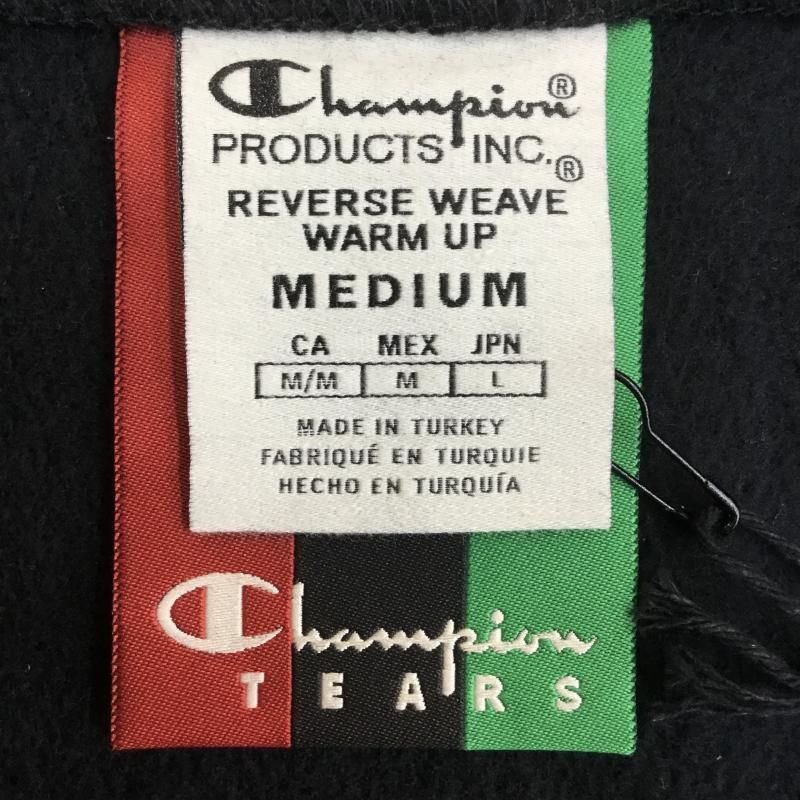 Champion®
PRODUCTS INC.®
REVERSE WEAVE
WARM UP
MEDIUM
CA MEX JPN
M/M M L
MADE IN TURKEY
FABRIQUÉ EN TURQUIE
HECHO EN TURQUÍA
Champion
TEARS